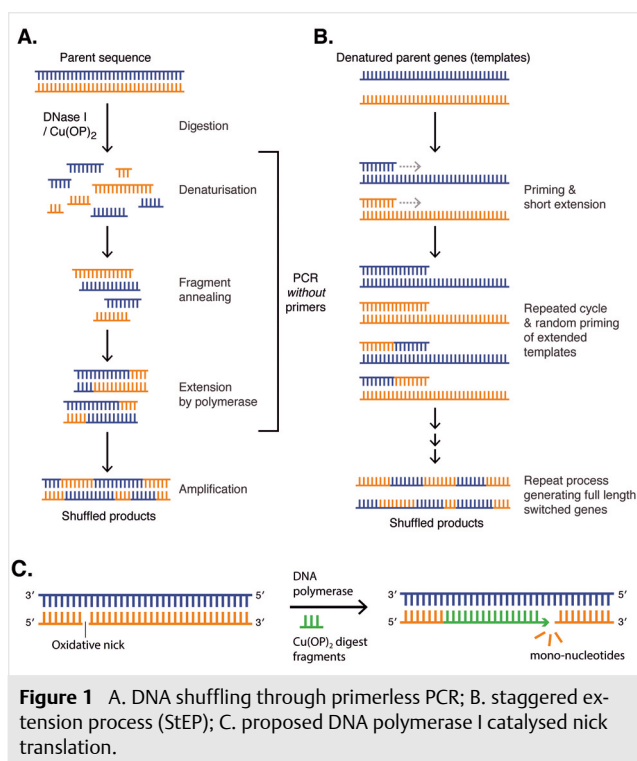 A.
Parent sequence
DNase I
/ Cu(OP)2
Digestion
Denaturisation
Fragment
annealing
PCR
without
primers
Extension
by polymerase
Amplification
Shuffled products
B.
Denatured parent genes (templates)
Priming &
short extension
Repeated cycle
& random priming
of extended
templates
Repeat process
generating full length
switched genes
Shuffled products
C.
3′
5′
5′
3′
Oxidative nick
DNA
polymerase
Cu(OP)2 digest
fragments
3′
5′
5′
3′
mono-nucleotides
Figure 1 A. DNA shuffling through primerless PCR; B. staggered ex-
tension process (StEP); C. proposed DNA polymerase I catalysed nick
translation.